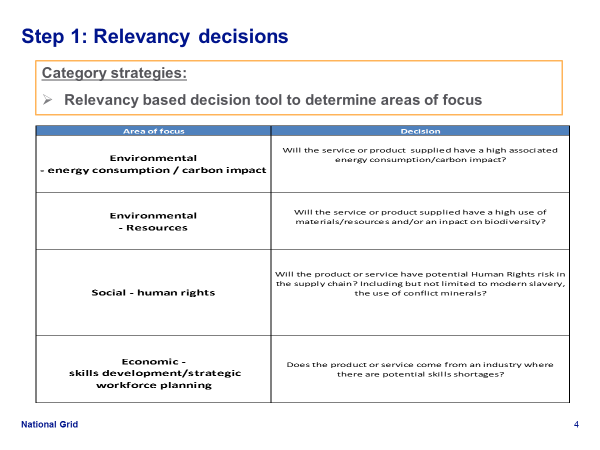 Step 1: Relevancy decisions
Category strategies:
➢ Relevancy based decision tool to determine areas of focus
Area of focus
Decision
Environmental
- energy consumption / carbon impact
Will the service or product supplied have a high associated
energy consumption/carbon impact?
Environmental
- Resources
Will the service or product supplied have a high use of
materials/resources and/or an inpact on biodiversity?
Social - human rights
Will the product or service have potential Human Rights risk in
the supply chain? Including but not limited to modern slavery,
the use of conflict minerals?
Economic -
skills development/strategic
workforce planning
Does the product or service come from an industry where
there are potential skills shortages?
National Grid
4